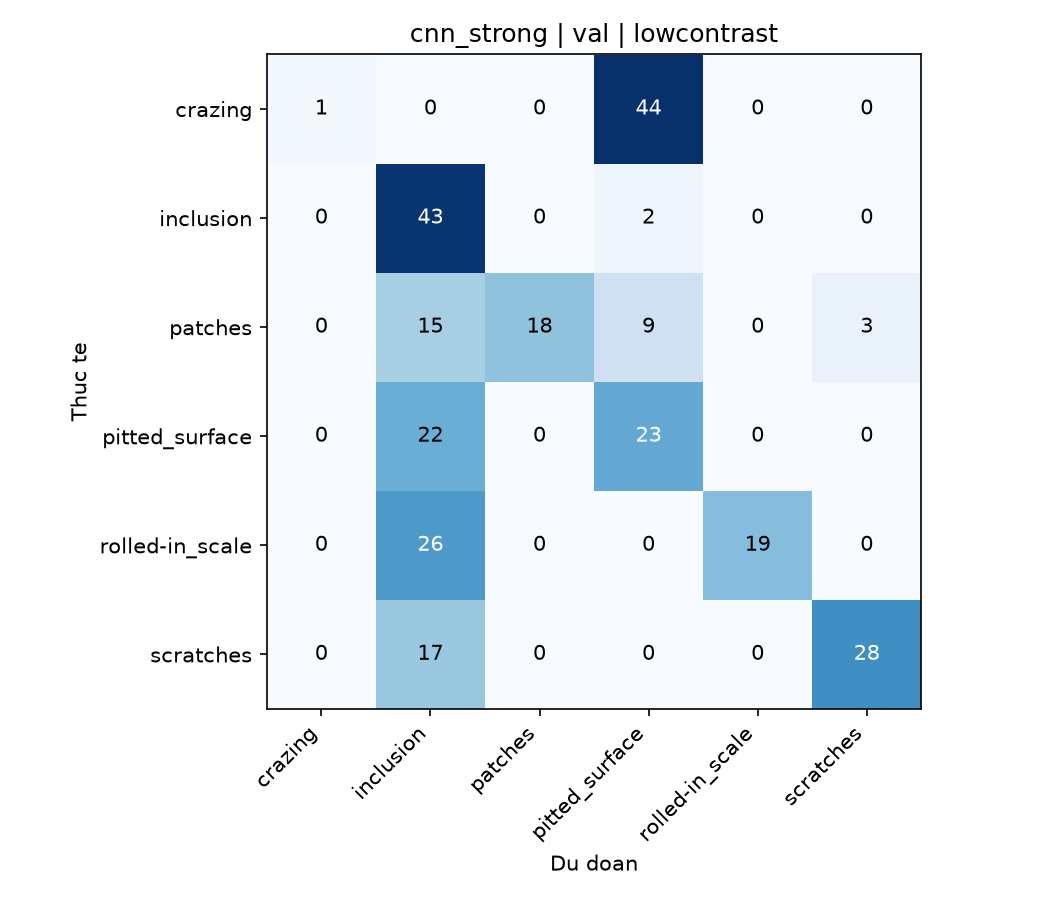 cnn_strong | val | lowcontrast
crazing 1 0 0 44 0 0
inclusion 0 43 0 2 0 0
patches 0 15 18 9 0 3
pitted_surface 0 22 0 23 0 0
rolled-in_scale 0 26 0 0 19 0
scratches 0 17 0 0 0 28
Thuc te
crazing inclusion patches pitted_surface rolled-in_scale scratches
Du doan